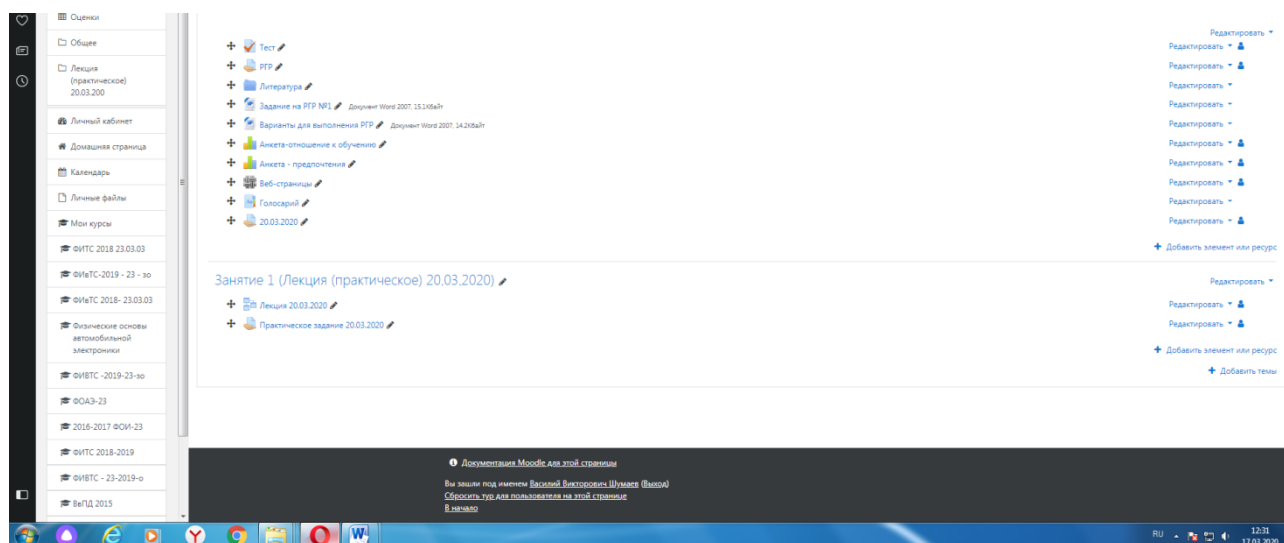 Оценки
Общее
Лекция
(практическое)
20.03.200
Личный кабинет
Домашняя страница
Календарь
Личные файлы
Мои курсы
ФИТС 2018 23.03.03
ФИвТС-2019 - 23 - зо
ФИвТС 2018- 23.03.03
Физические основы
автомобильной
электроники
ФИВТС -2019-23-зо
ФОАЭ-23
2016-2017 ФОИ-23
ФИТС 2018-2019
ФИВТС - 23-2019-о
ВвПД 2015
Редактировать
Тест Редактировать
РГР Редактировать
Литература Редактировать
Задание на РГР №1 Документ Word 2007, 15.1Кбайт Редактировать
Варианты для выполнения РГР Документ Word 2007, 14.2Кбайт Редактировать
Анкета-отношение к обучению Редактировать
Анкета - предпочтения Редактировать
Веб-страницы Редактировать
Голосарий Редактировать
20.03.2020 Редактировать
Добавить элемент или ресурс
Занятие 1 (Лекция (практическое) 20.03.2020) Редактировать
Лекция 20.03.2020 Редактировать
Практическое задание 20.03.2020 Редактировать
Добавить элемент или ресурс
Добавить темы
Документация Moodle для этой страницы
Вы зашли под именем Василий Викторович Шумаев (Выход)
Сбросить тур для пользователя на этой странице
В начало
RU 12:31
17.03.2020